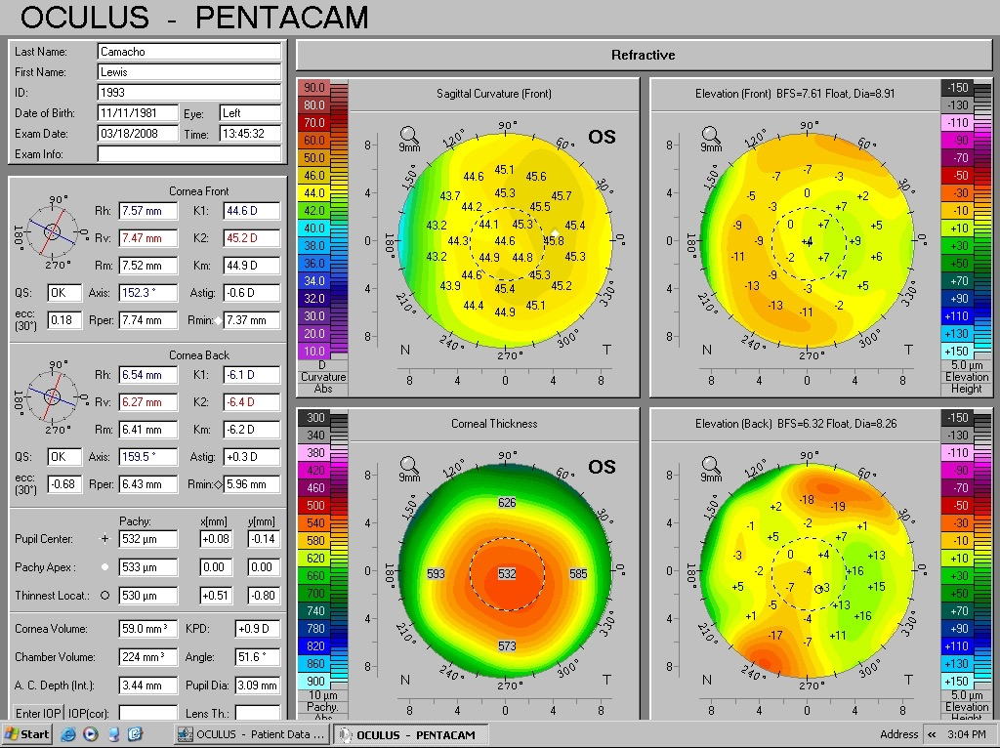 OCULUS - PENTACAM
Last Name: Camacho
First Name: Lewis
ID: 1993
Date of Birth: 11/11/1981 Eye: Left
Exam Date: 03/18/2008 Time: 13:45:32
Exam Info:
Cornea Front
90° 180° 0° 270°
Rh: 7.57 mm K1: 44.6 D
Rv: 7.47 mm K2: 45.2 D
Rm: 7.52 mm Km: 44.9 D
QS: OK Axis: 152.3 ° Astig: -0.6 D
ecc: (30°) 0.18 Rper: 7.74 mm Rmin: 7.37 mm
Cornea Back
90° 180° 0° 270°
Rh: 6.54 mm K1: -6.1 D
Rv: 6.27 mm K2: -6.4 D
Rm: 6.41 mm Km: -6.2 D
QS: OK Axis: 159.5 ° Astig: +0.3 D
ecc: (30°) -0.68 Rper: 6.43 mm Rmin: 5.96 mm
Pachy: x[mm] y[mm]
Pupil Center: + 532 µm +0.08 -0.14
Pachy Apex : 533 µm 0.00 0.00
Thinnest Locat.: O 530 µm +0.51 -0.80
Cornea Volume: 59.0 mm³ KPD: +0.9 D
Chamber Volume: 224 mm³ Angle: 51.6 °
A. C. Depth (Int.): 3.44 mm Pupil Dia: 3.09 mm
Enter IOP IOP(cor): Lens Th.:
Refractive
Sagittal Curvature (Front)
90.0
80.0
70.0
60.0
50.0
46.0
44.0
42.0
40.0
38.0
36.0
34.0
32.0
30.0
20.0
10.0
D
Curvature
Abs
9mm
OS
90°
120° 60°
150° 30°
180° 0°
210° 330°
240° 300°
270°
8 4 0 4 8
45.1
44.6 45.6
43.7 45.3 45.7
44.2 45.5
43.2 44.1 45.3 45.4
44.3 44.6 45.8
43.2 44.9 44.8 45.3
44.6 45.3
43.9 45.4 45.2
44.4 44.9 45.1
N T
8 4 0 4 8
Elevation (Front) BFS=7.61 Float, Dia=8.91
9mm
90°
120° 60°
150° 30°
180° 0°
210° 330°
240° 300°
270°
8 4 0 4 8
-7 -7 -3
-5 0 +2
-3 +7
-9 0 +7 +5
-9 +4 +9
-11 -2 +7 +6
-9 +7
-13 -3 +5
-13 -11 -2
N T
8 4 0 4 8
-150
-130
-110
-90
-70
-50
-30
-10
+10
+30
+50
+70
+90
+110
+130
+150
5.0 µm
Elevation
Height
Corneal Thickness
300
340
380
420
460
500
540
580
620
660
700
740
780
820
860
900
10 µm
Pachy.
Abs
9mm
OS
90°
120° 60°
150° 30°
180° 0°
210° 330°
240° 300°
270°
8 4 0 4 8
626
593 532 585
573
N T
8 4 0 4 8
Elevation (Back) BFS=6.32 Float, Dia=8.26
9mm
90°
120° 60°
150° 30°
180° 0°
210° 330°
240° 300°
270°
8 4 0 4 8
+2 -18 -19
-1 -2 +1
+5 +7
-3 0 +4 +13
-2 -4 +16
+5 -7 +3 +15
-5 +13
+1 -4 +16
-17 -7 +11
N T
8 4 0 4 8
-150
-130
-110
-90
-70
-50
-30
-10
+10
+30
+50
+70
+90
+110
+130
+150
5.0 µm
Elevation
Height
Start OCULUS - Patient Data ... OCULUS - PENTACAM Address « 3:04 PM